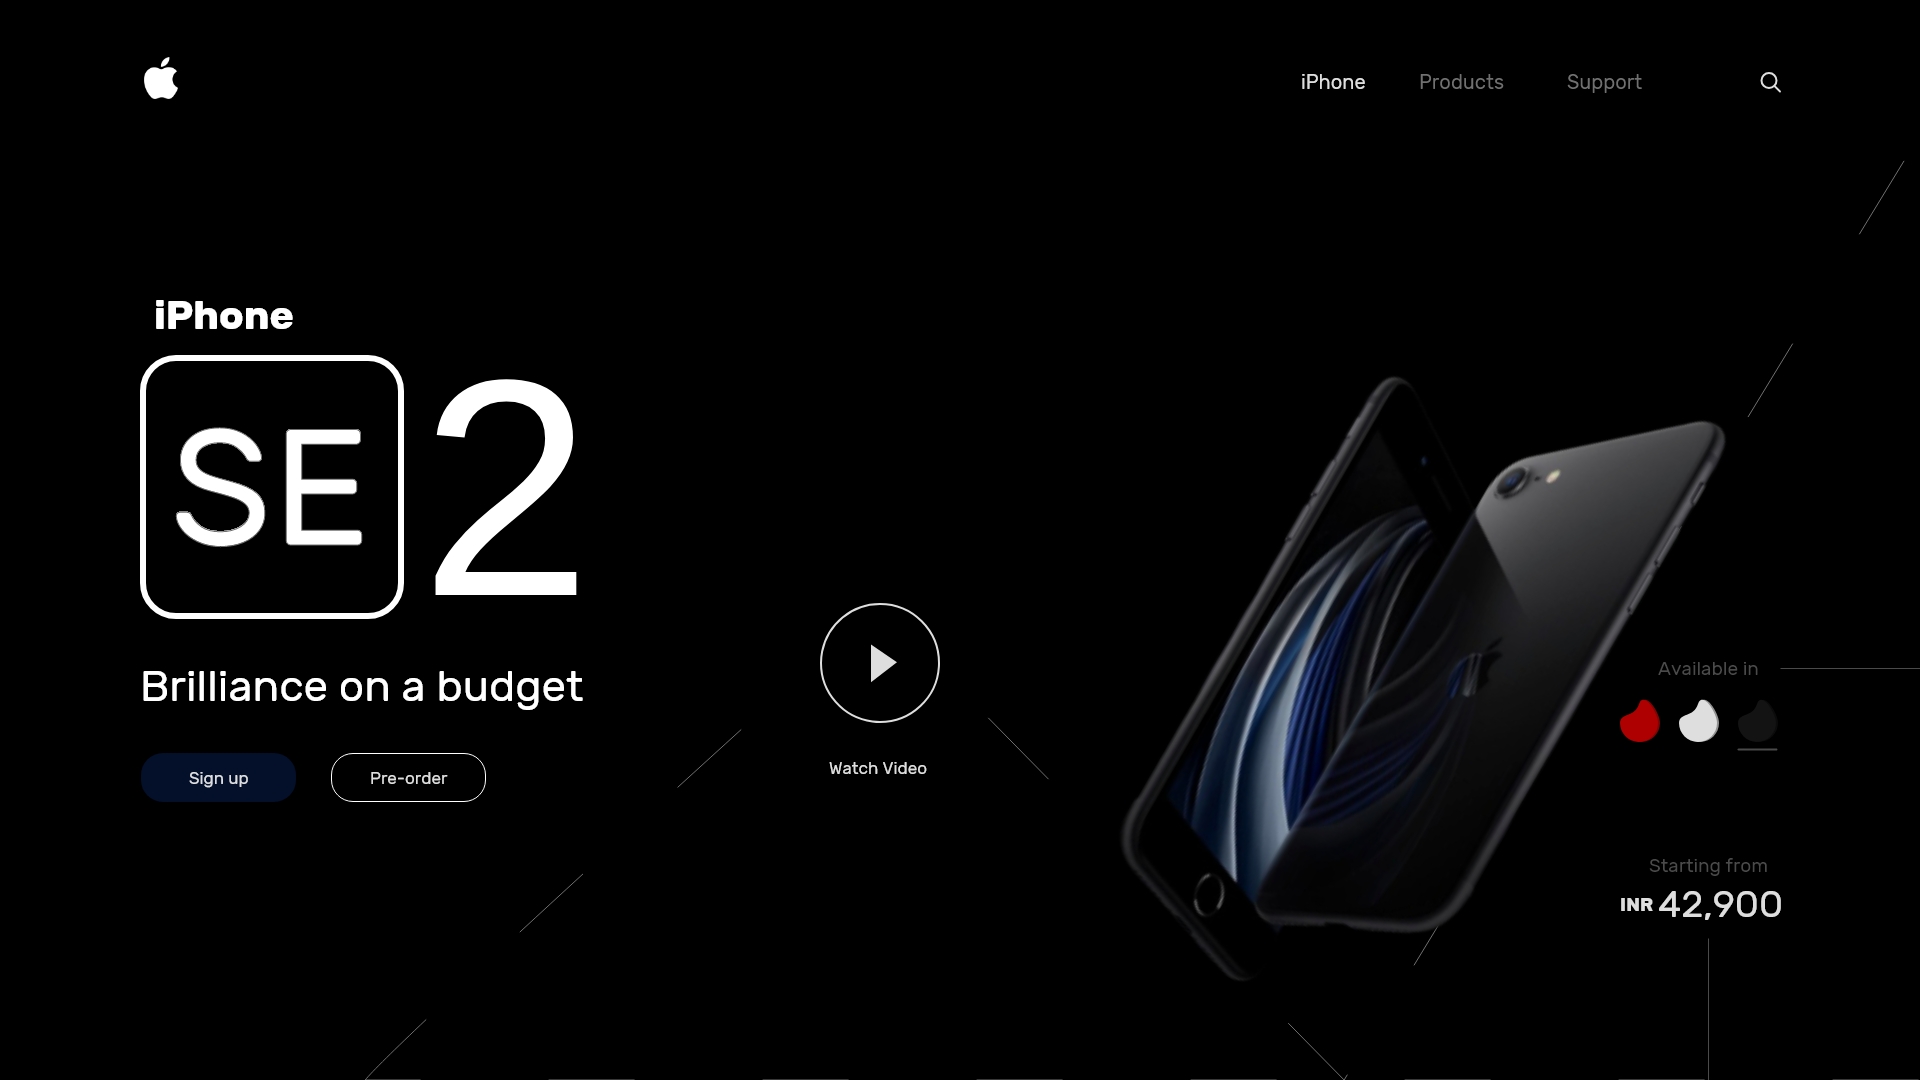 iPhone Products Support
iPhone
SE 2
Brilliance on a budget
Sign up Pre-order
Watch Video
Available in
Starting from
INR 42,900